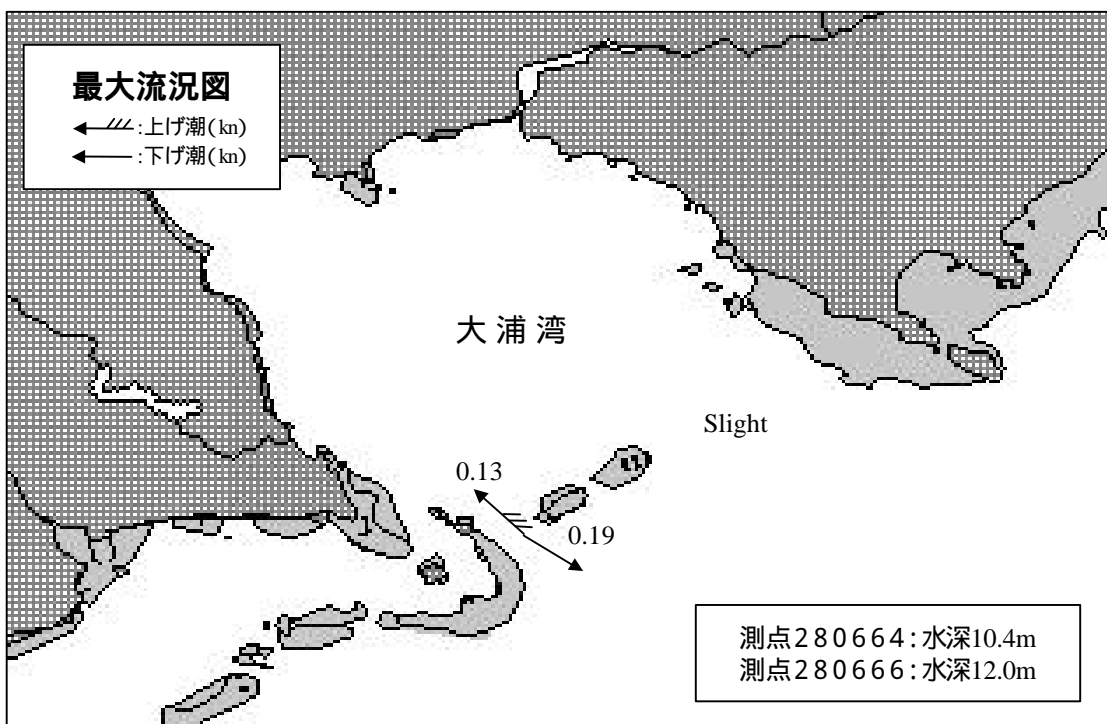 最大流況図
:上げ潮(kn)
:下げ潮(kn)
大浦湾
Slight
0.13
0.19
測点280664:水深10.4m
測点280666:水深12.0m